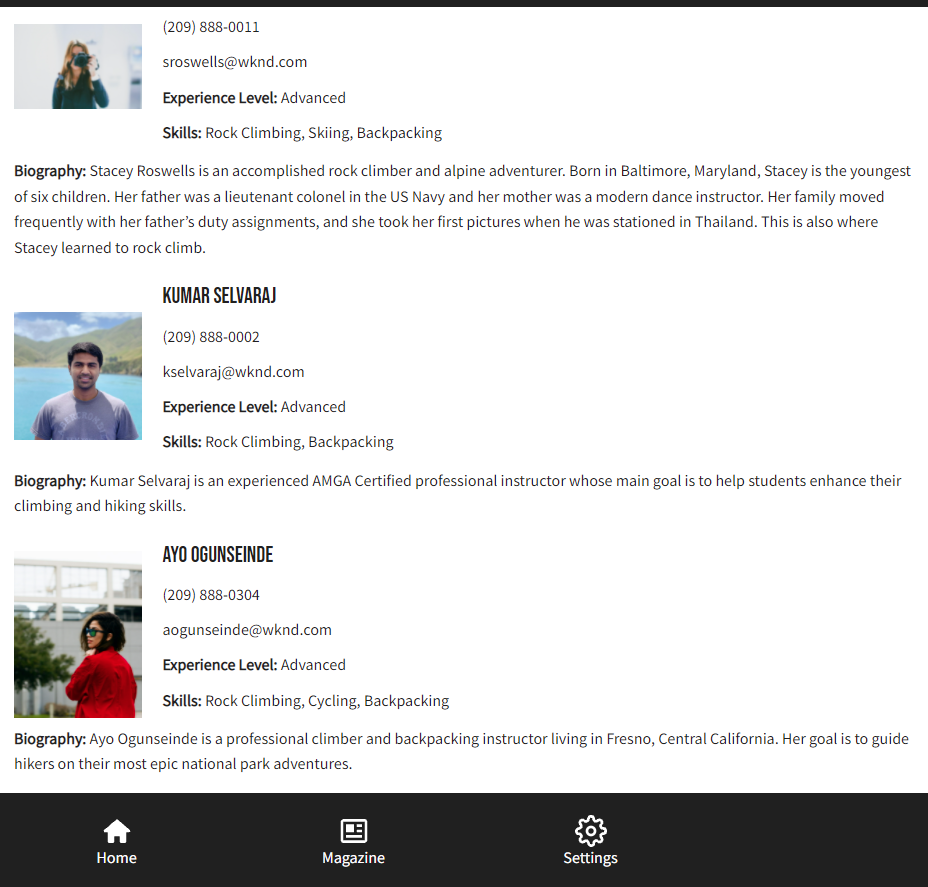 (209) 888-0011
sroswells@wknd.com
Experience Level: Advanced
Skills: Rock Climbing, Skiing, Backpacking
Biography: Stacey Roswells is an accomplished rock climber and alpine adventurer. Born in Baltimore, Maryland, Stacey is the youngest
of six children. Her father was a lieutenant colonel in the US Navy and her mother was a modern dance instructor. Her family moved
frequently with her father’s duty assignments, and she took her first pictures when he was stationed in Thailand. This is also where
Stacey learned to rock climb.
KUMAR SELVARAJ
(209) 888-0002
kselvaraj@wknd.com
Experience Level: Advanced
Skills: Rock Climbing, Backpacking
Biography: Kumar Selvaraj is an experienced AMGA Certified professional instructor whose main goal is to help students enhance their
climbing and hiking skills.
AYO OGUNSEINDE
(209) 888-0304
aogunseinde@wknd.com
Experience Level: Advanced
Skills: Rock Climbing, Cycling, Backpacking
Biography: Ayo Ogunseinde is a professional climber and backpacking instructor living in Fresno, Central California. Her goal is to guide
hikers on their most epic national park adventures.
Home
Magazine
Settings